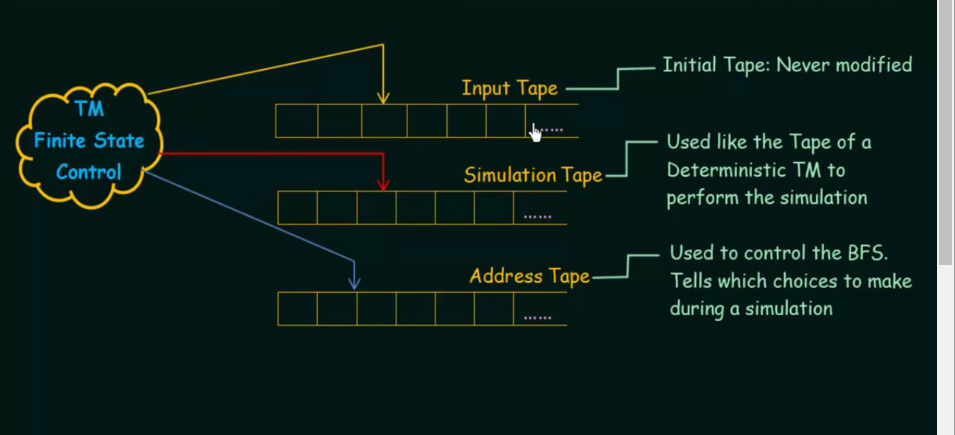 TM
Finite State
Control
Input Tape
......
Initial Tape: Never modified
Simulation Tape
......
Used like the Tape of a
Deterministic TM to
perform the simulation
Address Tape
......
Used to control the BFS.
Tells which choices to make
during a simulation